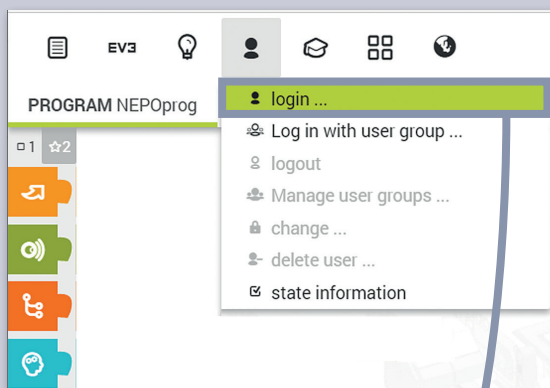 EV3
PROGRAM NEPOprog
1 2
login ...
Log in with user group ...
logout
Manage user groups ...
change ...
delete user ...
state information